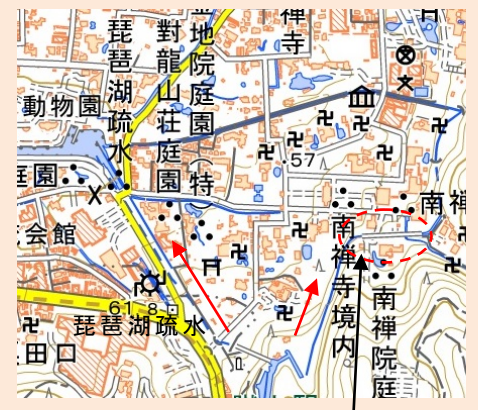 琵琶湖疏水
對龍山荘庭園
地院庭園(特
禅寺
動物園
57
庭園
南禅
会館
南禅寺境内
61.8
琵琶湖疏水
南禅院庭
田口